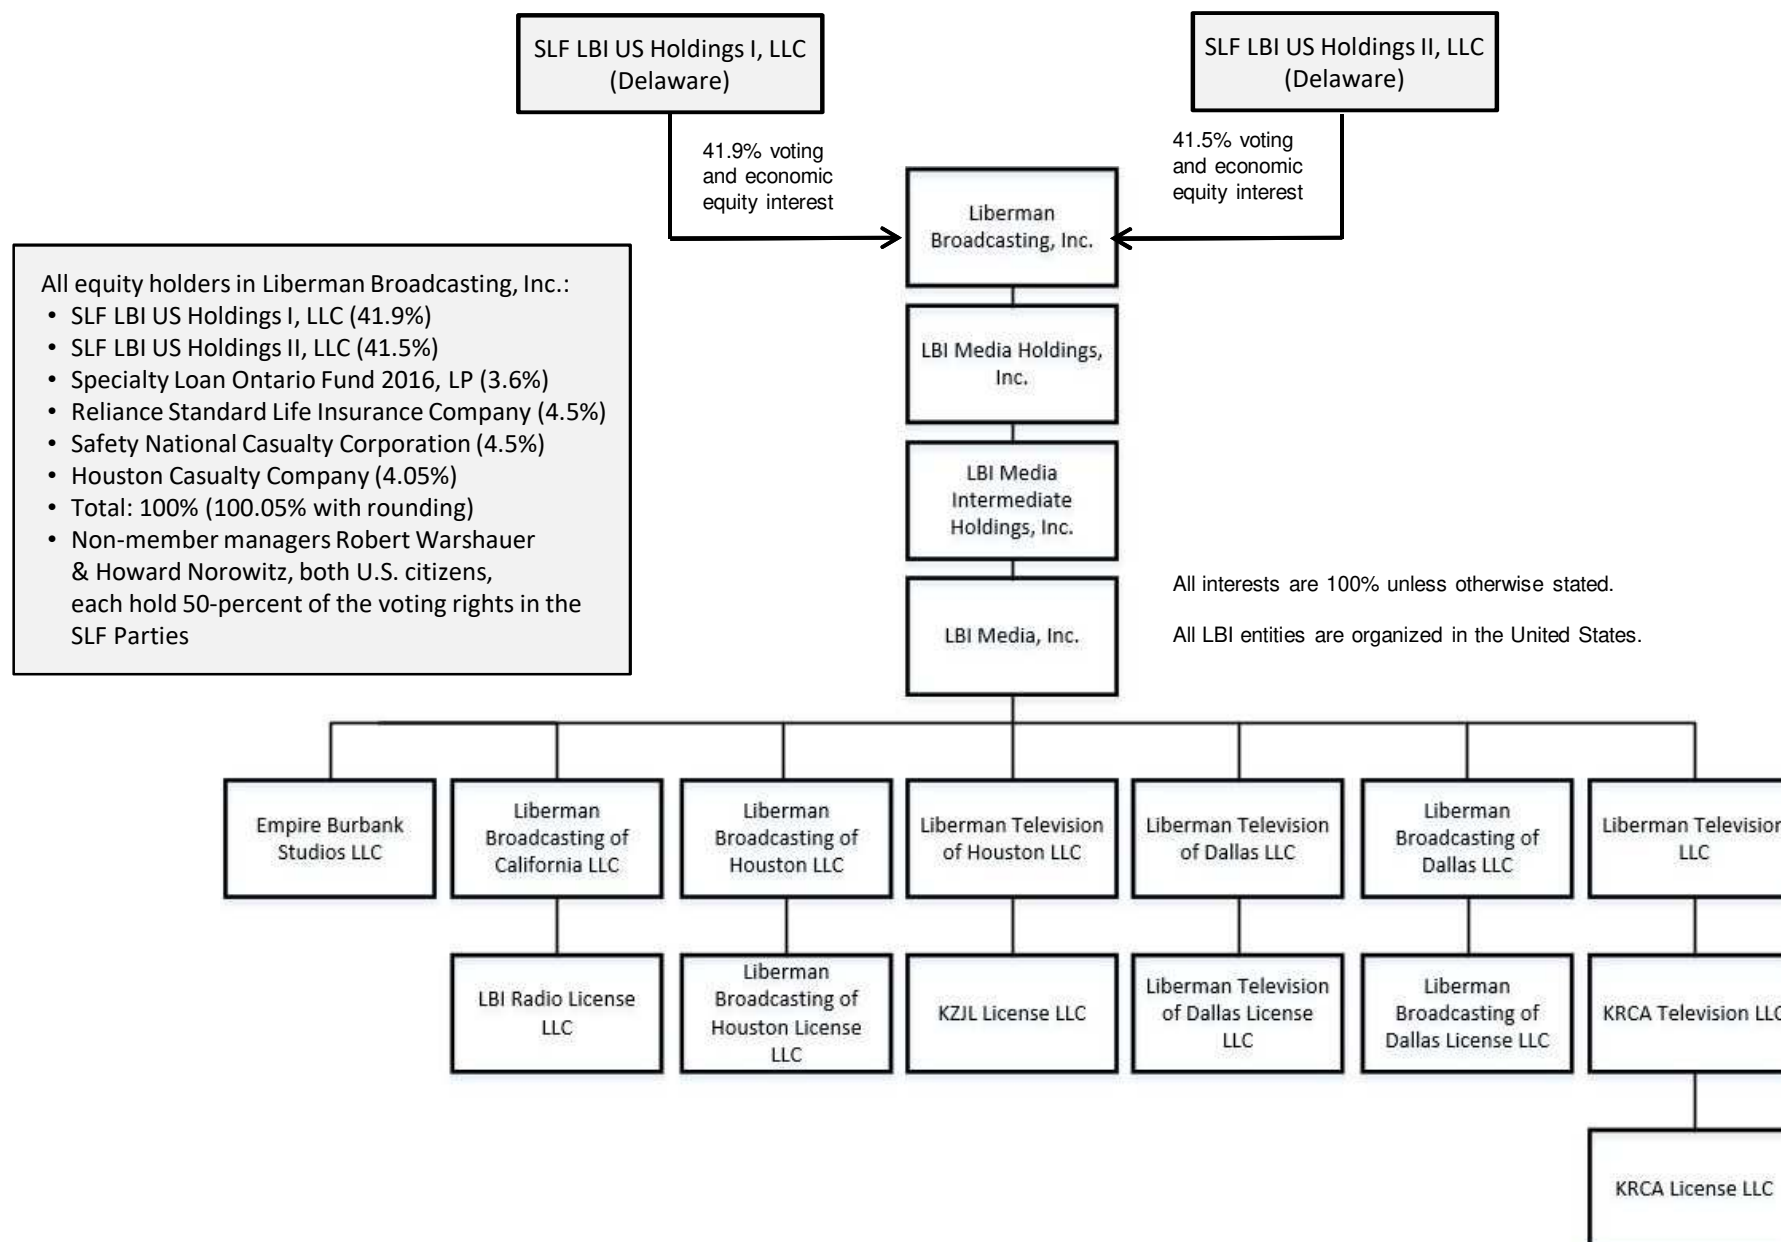 SLF LBI US Holdings I, LLC
(Delaware)
SLF LBI US Holdings II, LLC
(Delaware)
41.9% voting
and economic
equity interest
41.5% voting
and economic
equity interest
Liberman
Broadcasting, Inc.
All equity holders in Liberman Broadcasting, Inc.:
• SLF LBI US Holdings I, LLC (41.9%)
• SLF LBI US Holdings II, LLC (41.5%)
• Specialty Loan Ontario Fund 2016, LP (3.6%)
• Reliance Standard Life Insurance Company (4.5%)
• Safety National Casualty Corporation (4.5%)
• Houston Casualty Company (4.05%)
• Total: 100% (100.05% with rounding)
• Non-member managers Robert Warshauer
& Howard Norowitz, both U.S. citizens,
each hold 50-percent of the voting rights in the
SLF Parties
LBI Media Holdings,
Inc.
LBI Media
Intermediate
Holdings, Inc.
LBI Media, Inc.
All interests are 100% unless otherwise stated.
All LBI entities are organized in the United States.
Empire Burbank
Studios LLC
Liberman
Broadcasting of
California LLC
Liberman
Broadcasting of
Houston LLC
Liberman Television
of Houston LLC
Liberman Television
of Dallas LLC
Liberman
Broadcasting of
Dallas LLC
Liberman Television
LLC
LBI Radio License
LLC
Liberman
Broadcasting of
Houston License
LLC
KZJL License LLC
Liberman Television
of Dallas License
LLC
Liberman
Broadcasting of
Dallas License LLC
KRCA Television LLC
KRCA License LLC